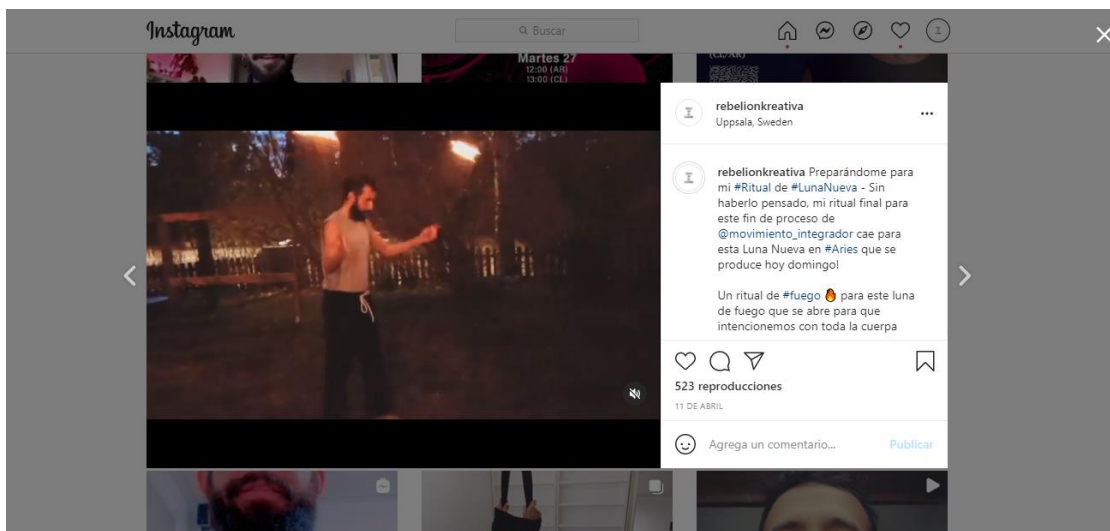 Instagram
Buscar
Martes 27
12:00 (AR)
13:00 (CL)
(CL/AR)
rebelionkreativa
Uppsala, Sweden
rebelionkreativa Preparándome para
mi #Ritual de #LunaNueva - Sin
haberlo pensado, mi ritual final para
este fin de proceso de
@movimiento_integrador cae para
esta Luna Nueva en #Aries que se
produce hoy domingo!
Un ritual de #fuego 🔥 para este luna
de fuego que se abre para que
intencionemos con toda la cuerpa
523 reproducciones
11 DE ABRIL
Agrega un comentario...
Publicar